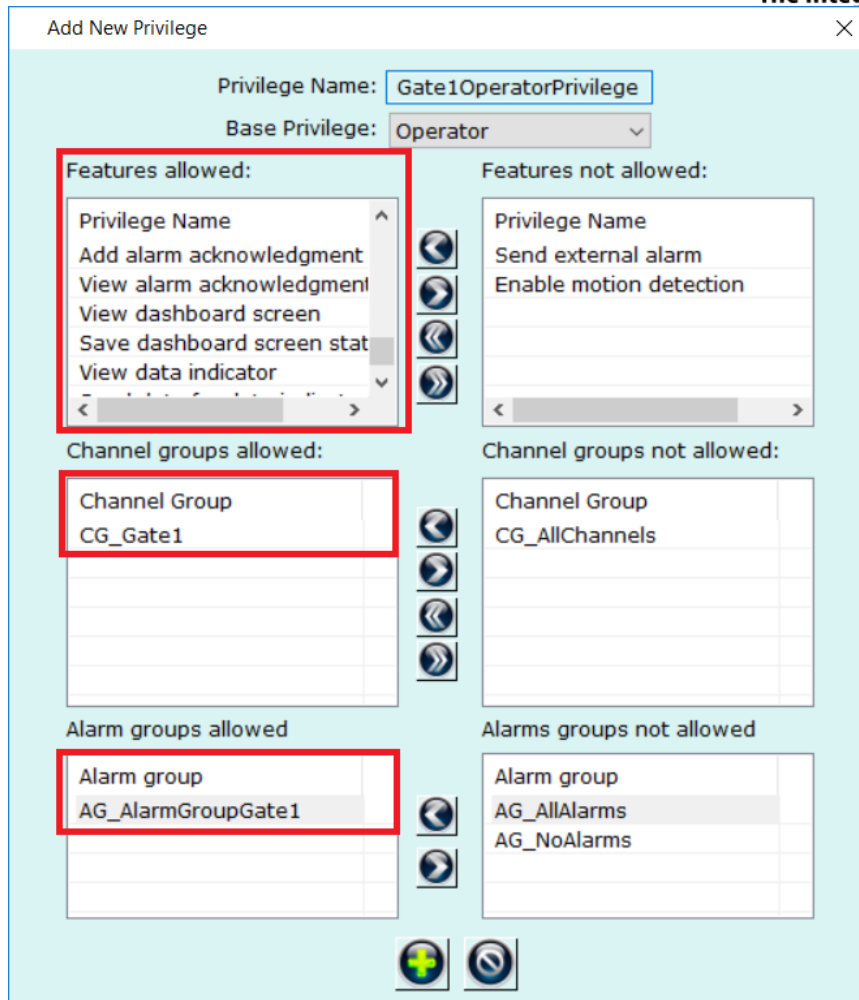 Add New Privilege
Privilege Name: Gate1OperatorPrivilege
Base Privilege: Operator
Features allowed: Features not allowed:
Privilege Name Privilege Name
Add alarm acknowledgment Send external alarm
View alarm acknowledgment Enable motion detection
View dashboard screen
Save dashboard screen stat
View data indicator
Channel groups allowed: Channel groups not allowed:
Channel Group Channel Group
CG_Gate1 CG_AllChannels
Alarm groups allowed Alarms groups not allowed
Alarm group Alarm group
AG_AlarmGroupGate1 AG_AllAlarms
AG_NoAlarms